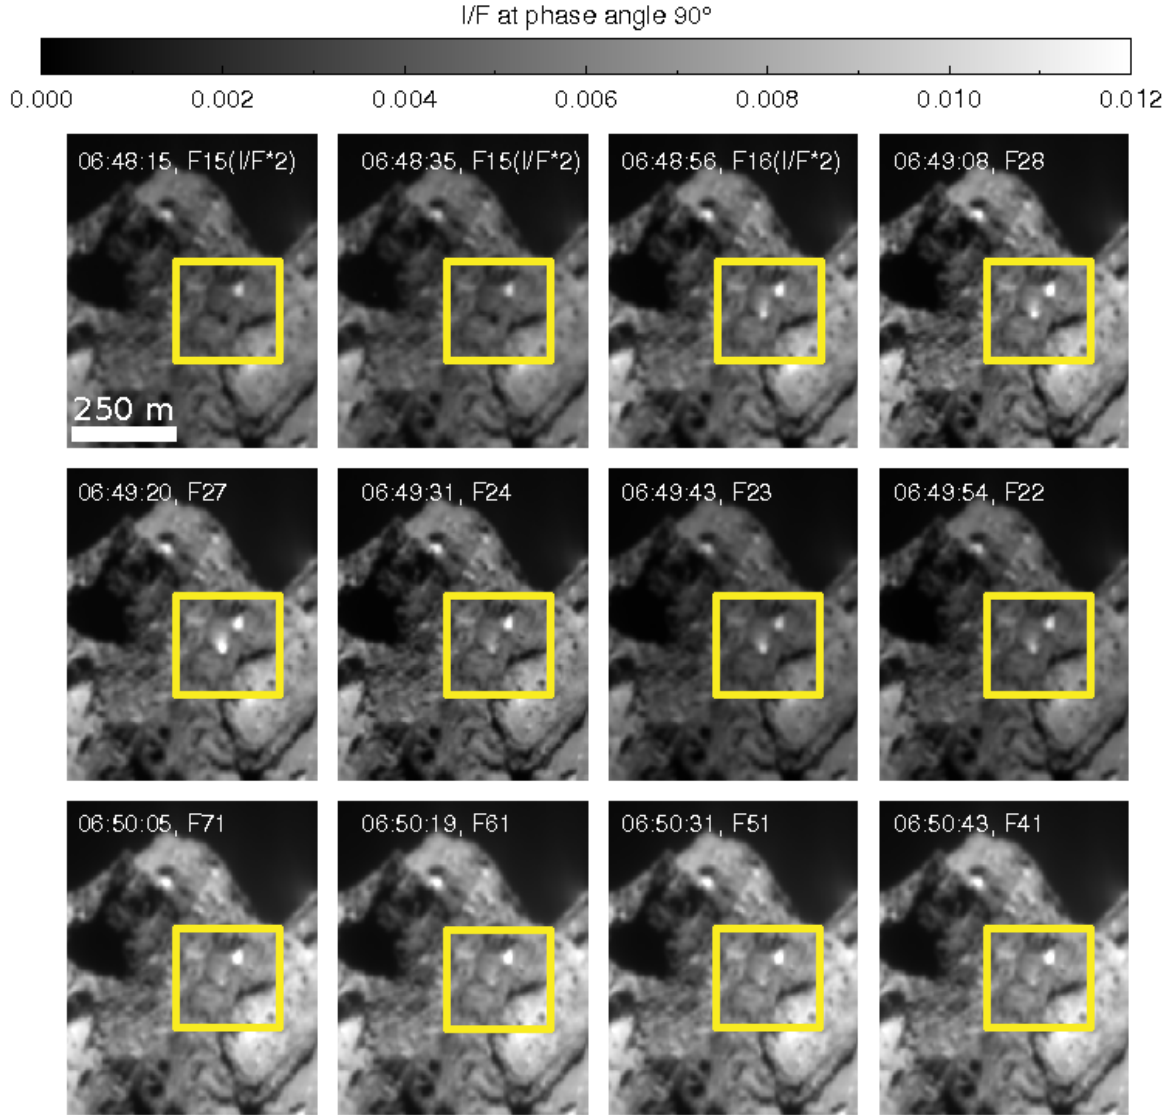 I/F at phase angle 90°
0.000 0.002 0.004 0.006 0.008 0.010 0.012
06:48:15, F15(I/F*2) 06:48:35, F15(I/F*2) 06:48:56, F16(I/F*2) 06:49:08, F28
250 m
06:49:20, F27 06:49:31, F24 06:49:43, F23 06:49:54, F22
06:50:05, F71 06:50:19, F61 06:50:31, F51 06:50:43, F41